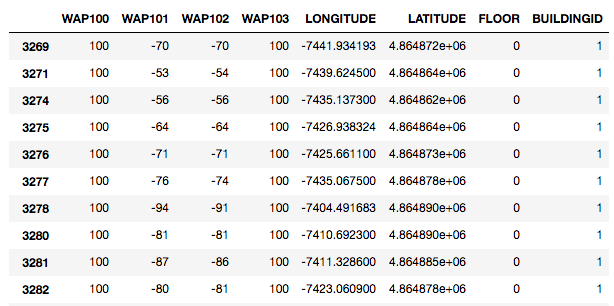 WAP100 WAP101 WAP102 WAP103 LONGITUDE LATITUDE FLOOR BUILDINGID
3269 100 -70 -70 100 -7441.934193 4.864872e+06 0 1
3271 100 -53 -54 100 -7439.624500 4.864864e+06 0 1
3274 100 -56 -56 100 -7435.137300 4.864862e+06 0 1
3275 100 -64 -64 100 -7426.938324 4.864864e+06 0 1
3276 100 -71 -71 100 -7425.661100 4.864873e+06 0 1
3277 100 -76 -74 100 -7435.067500 4.864878e+06 0 1
3278 100 -94 -91 100 -7404.491683 4.864890e+06 0 1
3280 100 -81 -81 100 -7410.692300 4.864890e+06 0 1
3281 100 -87 -86 100 -7411.328600 4.864885e+06 0 1
3282 100 -80 -81 100 -7423.060900 4.864878e+06 0 1